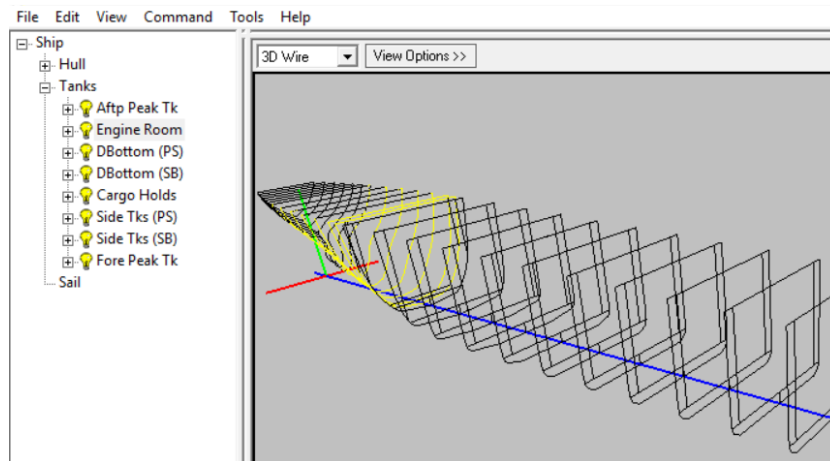 File Edit View Command Tools Help
Ship
Hull
Tanks
Aftp Peak Tk
Engine Room
DBottom (PS)
DBottom (SB)
Cargo Holds
Side Tks (PS)
Side Tks (SB)
Fore Peak Tk
Sail
3D Wire View Options >>